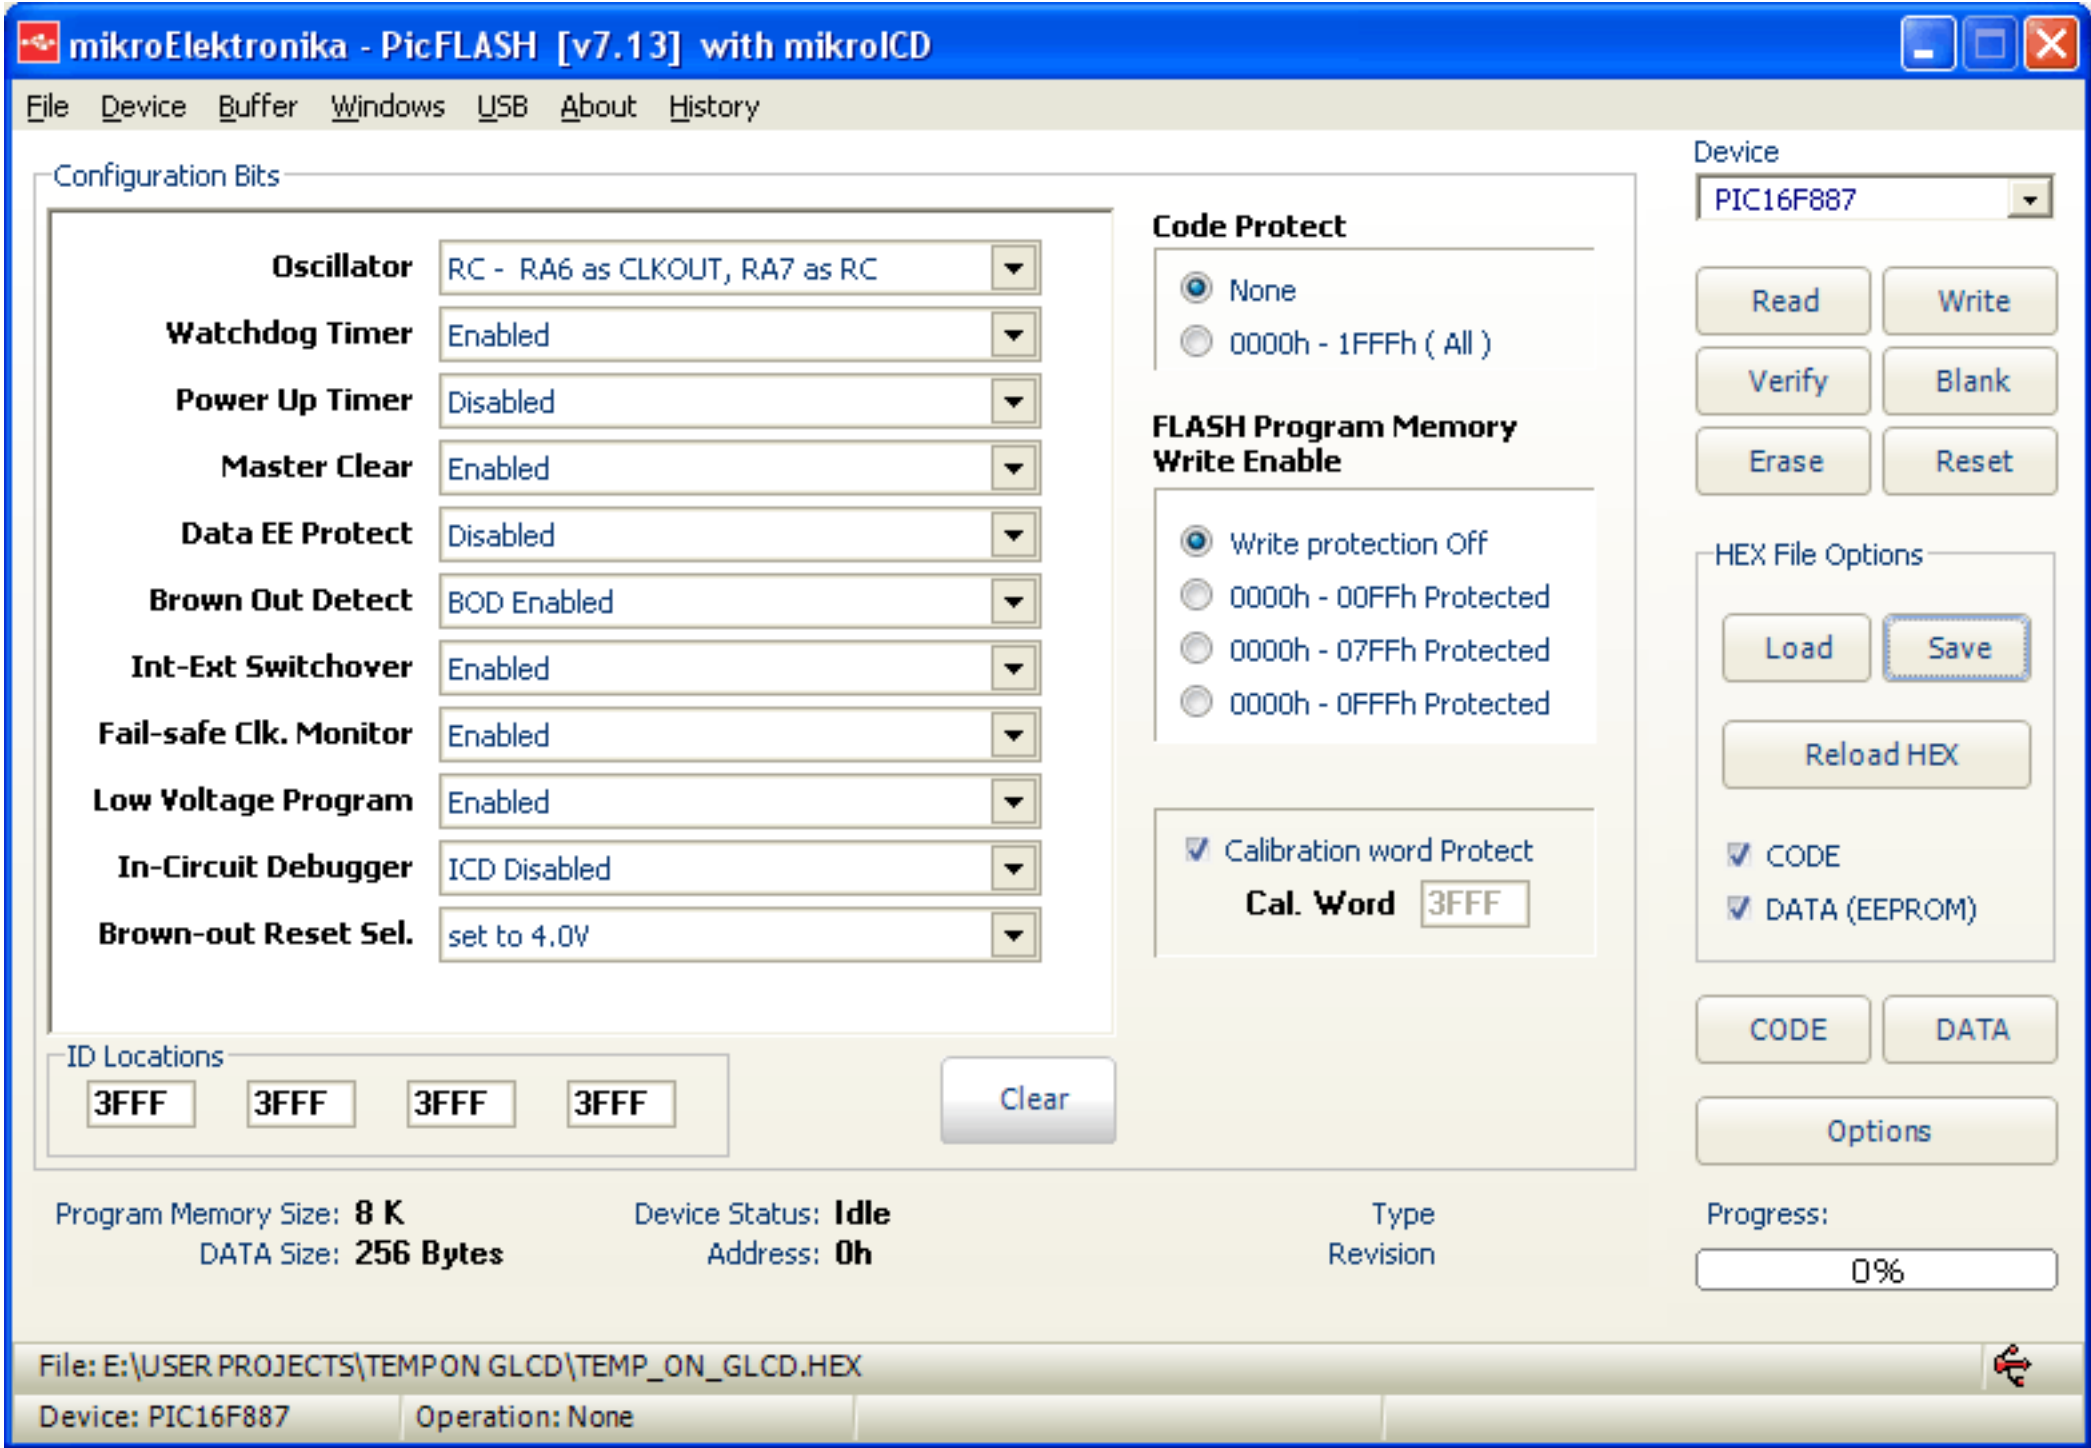 mikroElektronika - PicFLASH [v7.13] with mikroICD
File Device Buffer Windows USB About History
Configuration Bits
Oscillator RC - RA6 as CLKOUT, RA7 as RC
Watchdog Timer Enabled
Power Up Timer Disabled
Master Clear Enabled
Data EE Protect Disabled
Brown Out Detect BOD Enabled
Int-Ext Switchover Enabled
Fail-safe Clk. Monitor Enabled
Low Voltage Program Enabled
In-Circuit Debugger ICD Disabled
Brown-out Reset Sel. set to 4.0V
ID Locations
3FFF 3FFF 3FFF 3FFF
Clear
Code Protect
None
0000h - 1FFFh ( All )
FLASH Program Memory
Write Enable
Write protection Off
0000h - 00FFh Protected
0000h - 07FFh Protected
0000h - 0FFFh Protected
Calibration word Protect
Cal. Word 3FFF
Device
PIC16F887
Read Write
Verify Blank
Erase Reset
HEX File Options
Load Save
Reload HEX
CODE
DATA (EEPROM)
CODE DATA
Options
Program Memory Size: 8 K Device Status: Idle Type
DATA Size: 256 Bytes Address: 0h Revision
Progress:
0%
File: E:\USER PROJECTS\TEMP ON GLCD\TEMP_ON_GLCD.HEX
Device: PIC16F887 Operation: None